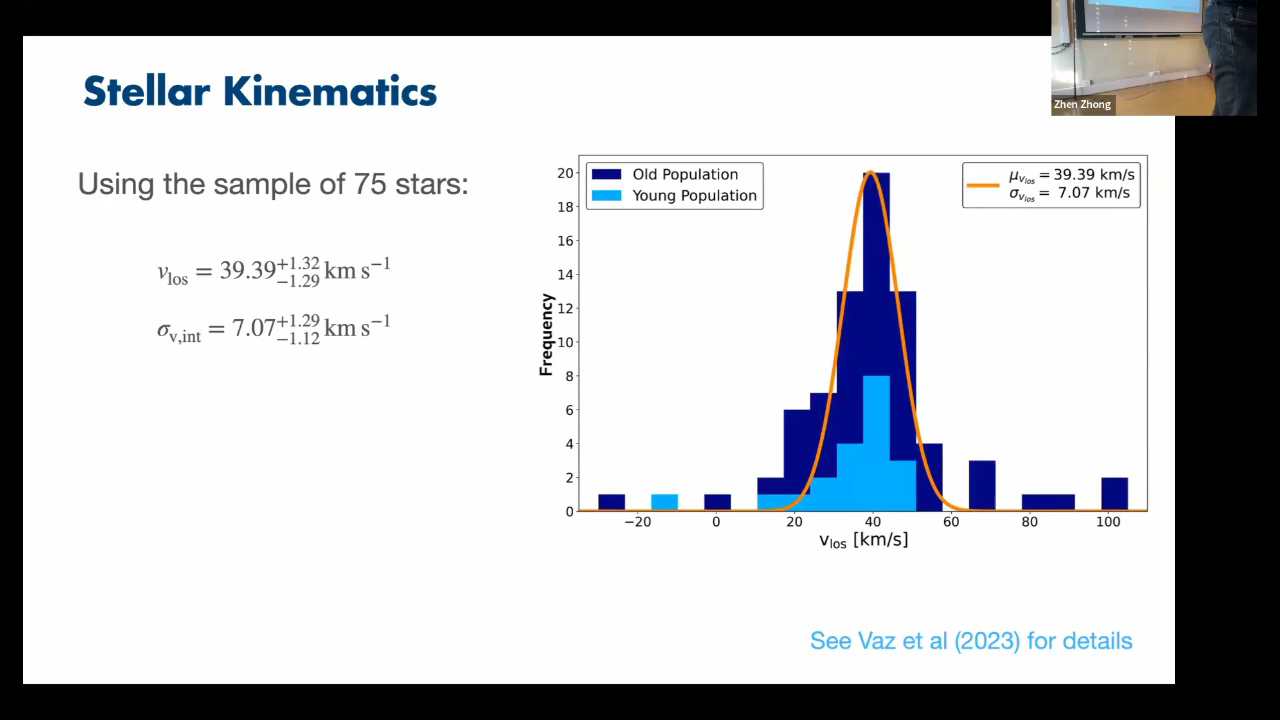 Stellar Kinematics
Zhen Zhong
Using the sample of 75 stars:
v_los = 39.39 +1.32 −1.29 km s⁻¹
σ_v,int = 7.07 +1.29 −1.12 km s⁻¹
Old Population
Young Population
μ_v_los = 39.39 km/s
σ_v_los = 7.07 km/s
Frequency
20
18
16
14
12
10
8
6
4
2
0
−20 0 20 40 60 80 100
v_los [km/s]
See Vaz et al (2023) for details